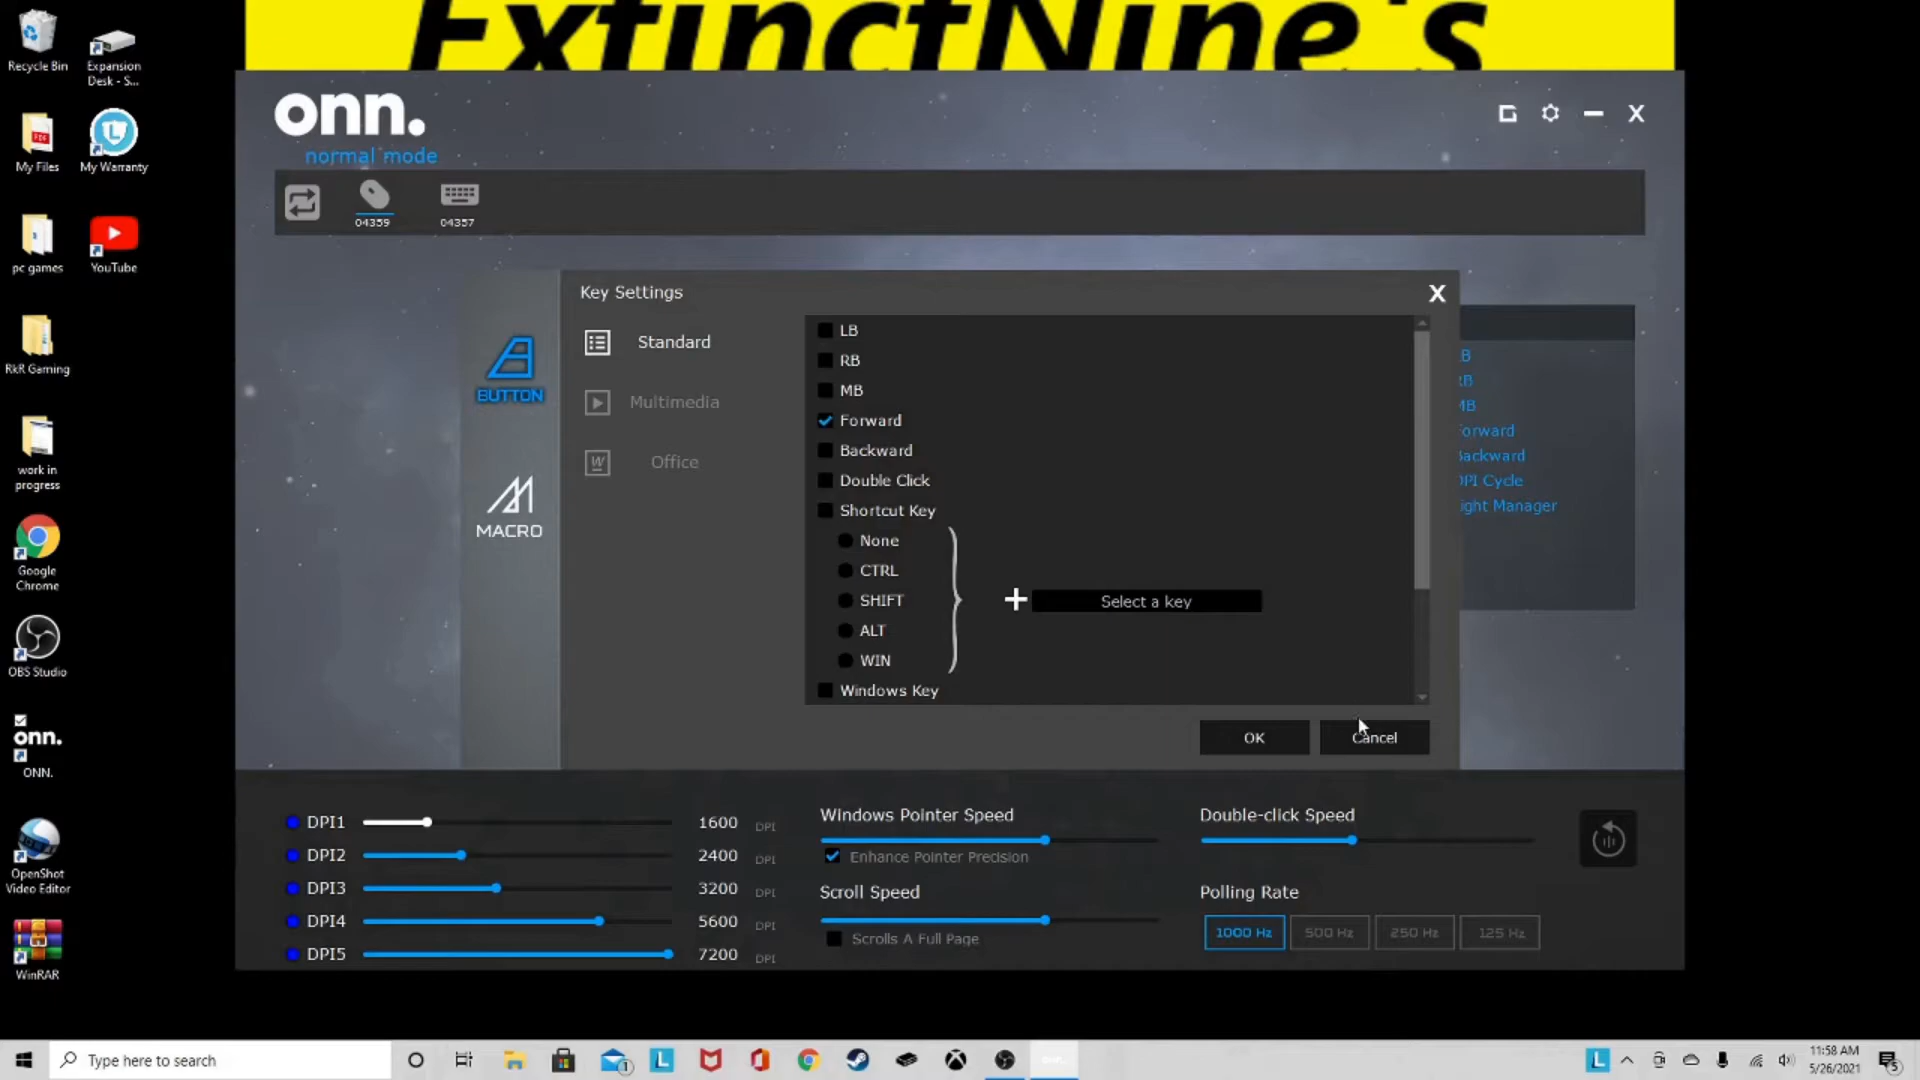 ExtinctNine's
Recycle Bin
Expansion
Desk - S...
My Files
My Warranty
pc games
YouTube
RkR Gaming
work in
progress
Google
Chrome
OBS Studio
onn.
ONN.
OpenShot
Video Editor
WinRAR
onn.
normal mode
04359
04357
BUTTON
MACRO
Key Settings
X
Standard
Multimedia
Office
LB
RB
MB
Forward
Backward
Double Click
Shortcut Key
None
CTRL
SHIFT
ALT
WIN
+ Select a key
Windows Key
OK
Cancel
B
MB
Forward
Backward
DPI Cycle
ight Manager
DPI1 1600 DPI
DPI2 2400 DPI
DPI3 3200 DPI
DPI4 5600 DPI
DPI5 7200 DPI
Windows Pointer Speed
Enhance Pointer Precision
Scroll Speed
Scrolls A Full Page
Double-click Speed
Polling Rate
1000 Hz 500 Hz 250 Hz 125 Hz
Type here to search
11:58 AM
5/26/2021